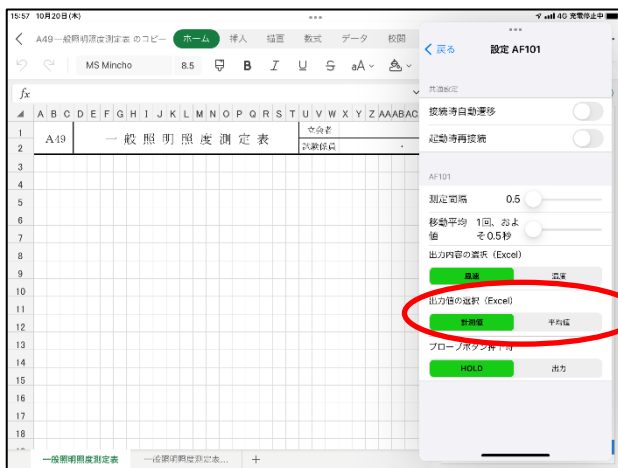 15:57 10月20日(木)
4G 充電停止中
A49一般照明照度測定表 のコピー
ホーム 挿入 描画 数式 データ 校閲
MS Mincho 8.5 B I U S aA
fx
A B C D E F G H I J K L M N O P Q R S T U V W X Y Z AA AB AC
1
2
A49 一般照明照度測定表
立会者
試験係員
3
4
5
6
7
8
9
10
11
12
13
14
15
16
17
18
一般照明照度測定表 一般照明照度測定表... +
戻る 設定 AF101
共通設定
接続時自動遷移
起動時再接続
AF101
測定間隔 0.5
移動平均値 1回、およそ0.5秒
出力内容の選択(Excel)
風速 温度
出力値の選択(Excel)
計測値 平均値
プローブボタン押下時
HOLD 出力